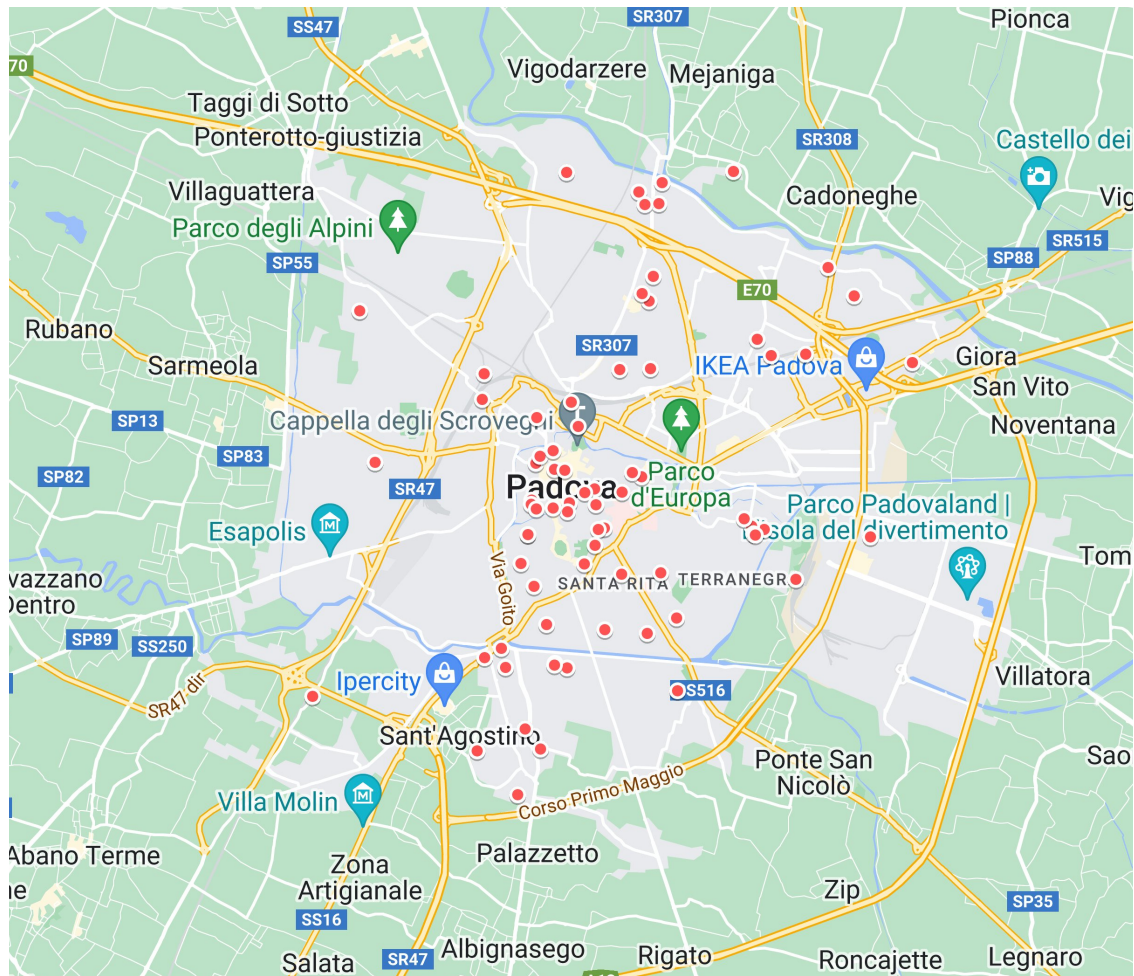 SS47
SR307
Pionca
70
Vigodarzere
Mejaniga
Taggi di Sotto
Ponterotto-giustizia
SR308
Castello dei
Villaguattera
Cadoneghe
Vig
Parco degli Alpini
SR515
SP55
SP88
E70
Rubano
SR307
Sarmeola
IKEA Padova
Giora
San Vito
SP13
Cappella degli Scrovegni
Noventana
SP83
SP82
Padova
Parco
d'Europa
SR47
Parco Padovaland |
L'isola del divertimento
Esapolis
Tom
vazzano
Dentro
Via Goito
SANTA RITA
TERRANEGRA
SP89
SS250
Ipercity
SS516
Villatora
SR47 dir
Sant'Agostino
Ponte San
Nicolò
Sao
Villa Molin
Corso Primo Maggio
Abano Terme
Palazzetto
Zona
Artigianale
Zip
ne
SP35
SS16
Albignasego
Rigato
Salata
SR47
Roncajette
Legnaro